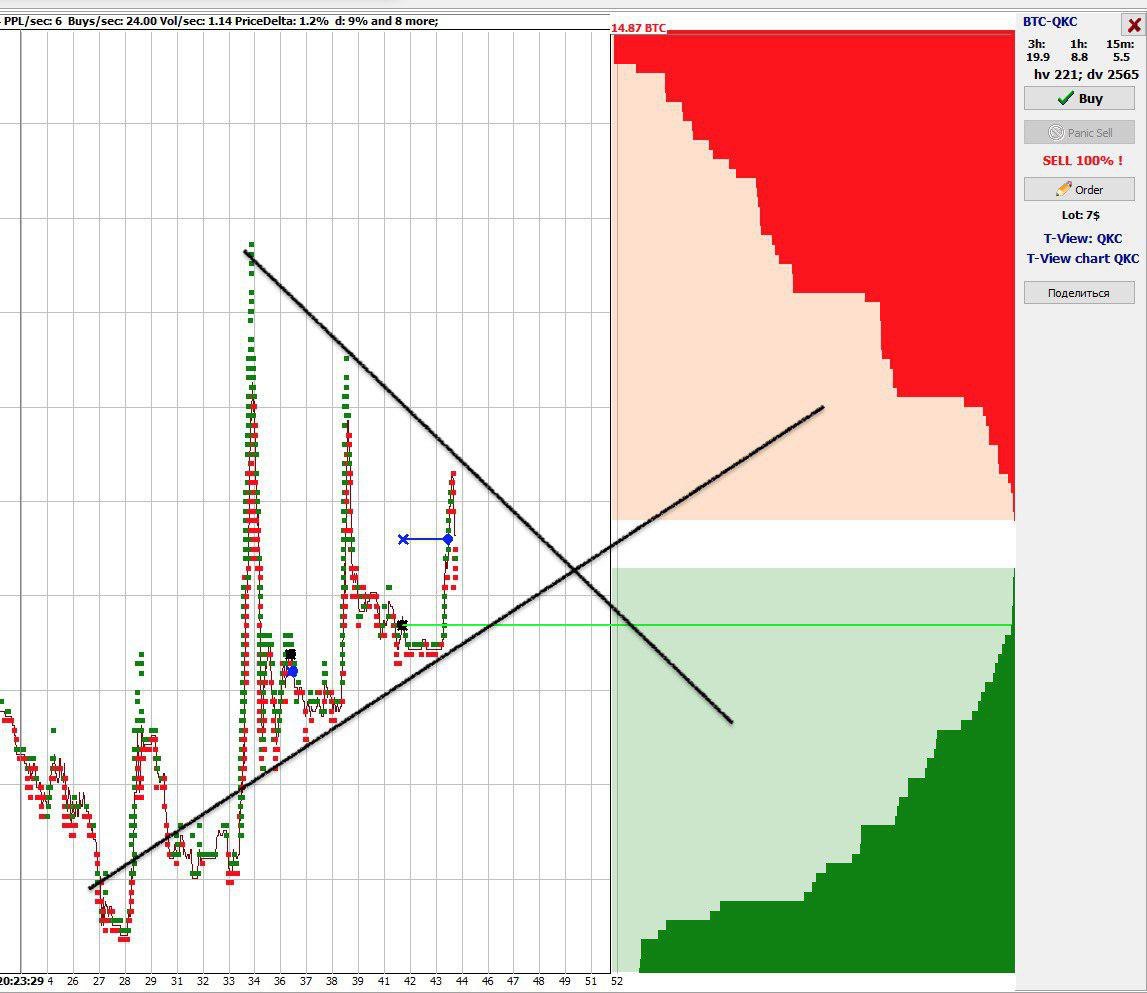 PPL/sec: 6 Buys/sec: 24.00 Vol/sec: 1.14 PriceDelta: 1.2% d: 9% and 8 more;
14.87 BTC
BTC-QKC
3h: 1h: 15m:
19.9 8.8 5.5
hv 221; dv 2565
Buy
Panic Sell
SELL 100% !
Order
Lot: 7$
T-View: QKC
T-View chart QKC
Поделиться
20:23:29 4 26 27 28 29 31 32 33 34 36 37 38 39 41 42 43 44 46 47 48 49 51 52